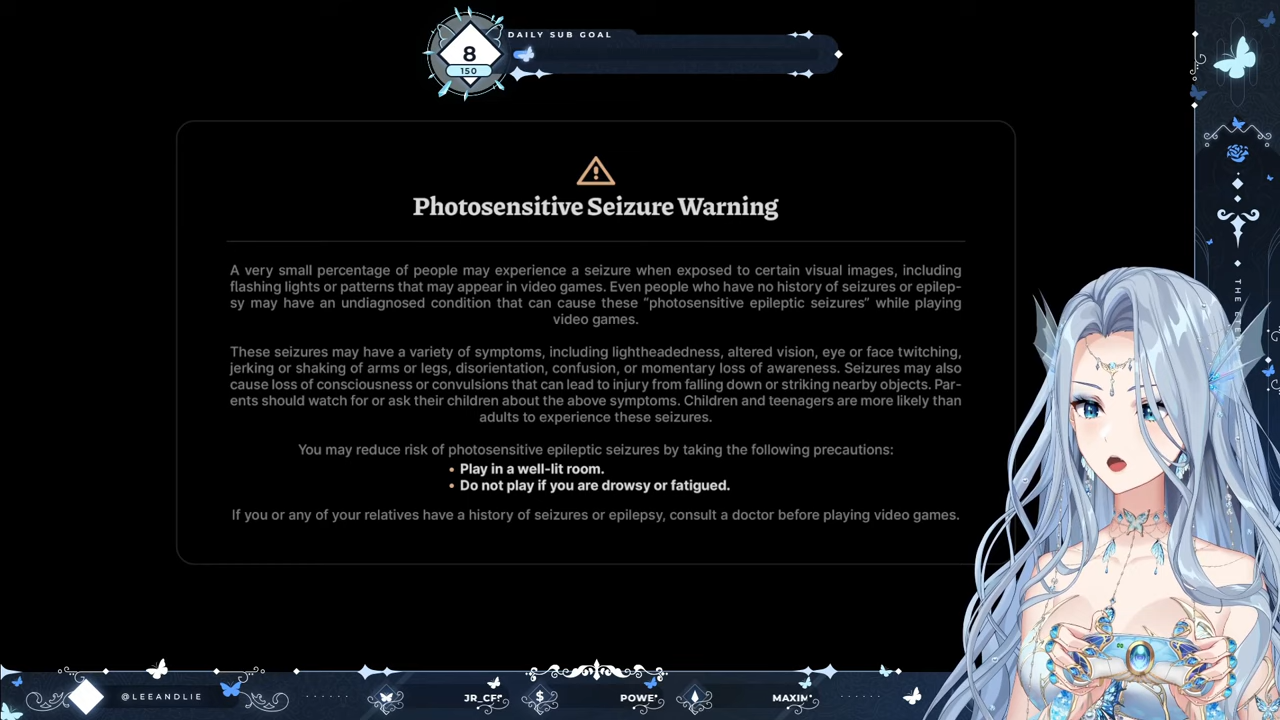 DAILY SUB GOAL
8
150
Photosensitive Seizure Warning
A very small percentage of people may experience a seizure when exposed to certain visual images, including
flashing lights or patterns that may appear in video games. Even people who have no history of seizures or epilep-
sy may have an undiagnosed condition that can cause these "photosensitive epileptic seizures" while playing
video games.
These seizures may have a variety of symptoms, including lightheadedness, altered vision, eye or face twitching,
jerking or shaking of arms or legs, disorientation, confusion, or momentary loss of awareness. Seizures may also
cause loss of consciousness or convulsions that can lead to injury from falling down or striking nearby objects. Par-
ents should watch for or ask their children about the above symptoms. Children and teenagers are more likely than
adults to experience these seizures.
You may reduce risk of photosensitive epileptic seizures by taking the following precautions:
• Play in a well-lit room.
• Do not play if you are drowsy or fatigued.
If you or any of your relatives have a history of seizures or epilepsy, consult a doctor before playing video games.
THE
@LEEANDLIE
JR_CF
$
POWE
MAXIM